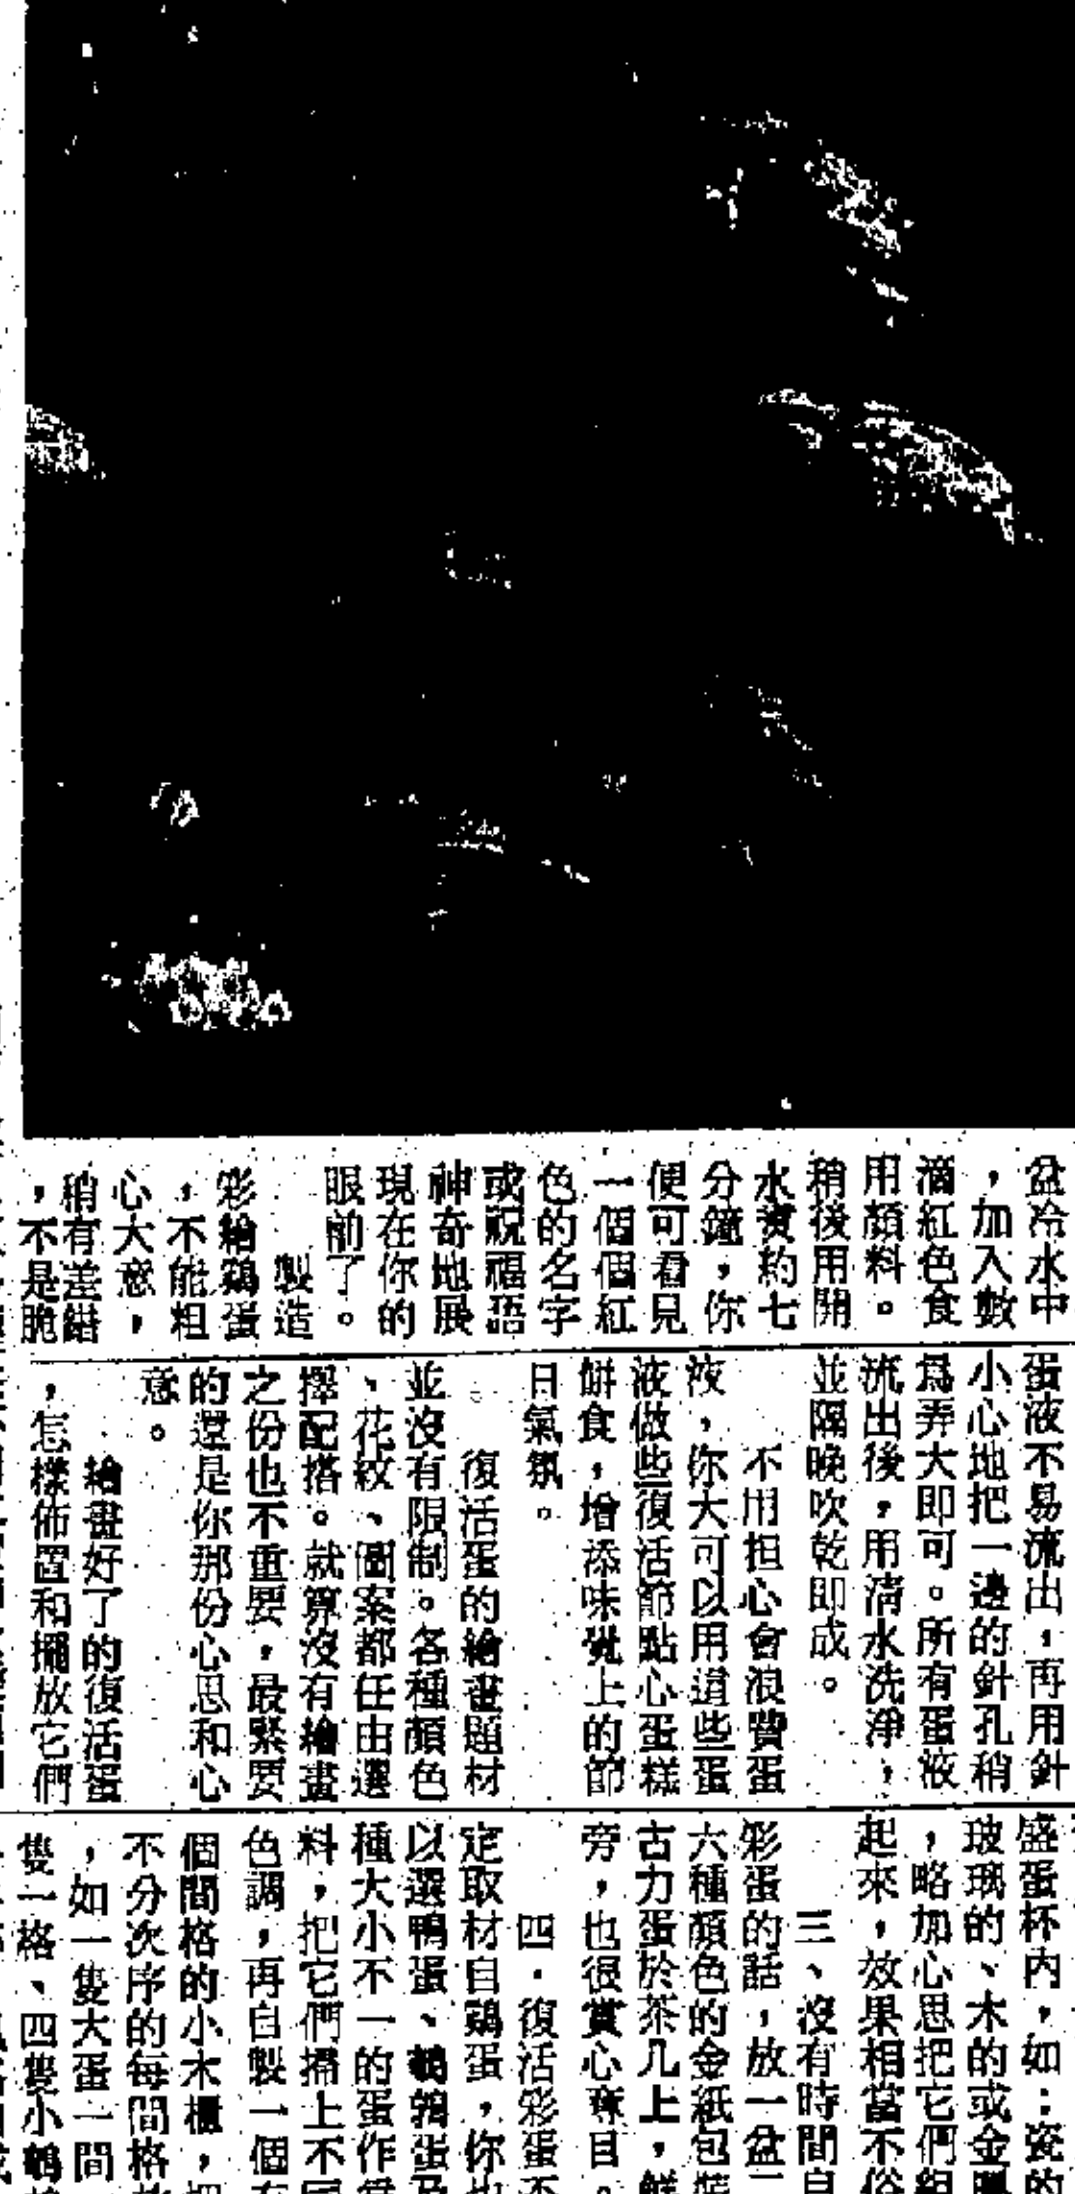 盆冷水中
，加入數
滴紅色食
用顏料。
稍後用開
水煑約七
分鐘，你
便可看見
一個個紅
色的名字
或祝福語
神奇地展
現在你的
眼前了。
製造
彩繪鷄蛋
，不能粗
心大意，
稍有差錯
，不是脆
蛋液不易流出，再用針
小心地把一邊的針孔稍
爲弄大即可。所有蛋液
流出後，用清水洗淨，
並隔晚吹乾即成。
不用担心會浪費蛋
液，你大可以用這些蛋
液做些復活節點心蛋糕
餅食，增添味覺上的節
日氣氛。
復活蛋的繪畫題材
並沒有限制。各種顏色
、花紋、圖案都任由選
擇配搭。就算沒有繪畫
之份也不重要，最緊要
的還是你那份心思和心
意。
繪畫好了的復活蛋
，怎樣佈置和擺放它們
盛蛋杯內，如：瓷的
玻璃的、木的或金屬
，略加心思把它們組
起來，效果相當不俗
三、沒有時間自
彩蛋的話，放一盆
六種顏色的金紙包裝
古力蛋於茶几上，鮮
旁，也很賞心奪目。
四．復活彩蛋不
定取材自鷄蛋，你也
以選鴨蛋、鵪鶉蛋及
種大小不一的蛋作當
料，把它們掃上不同
色調，再自製一個有
個間格的小木櫃，把
不分次序的每間格
，如一隻大蛋一間
隻一格、四隻小鵪